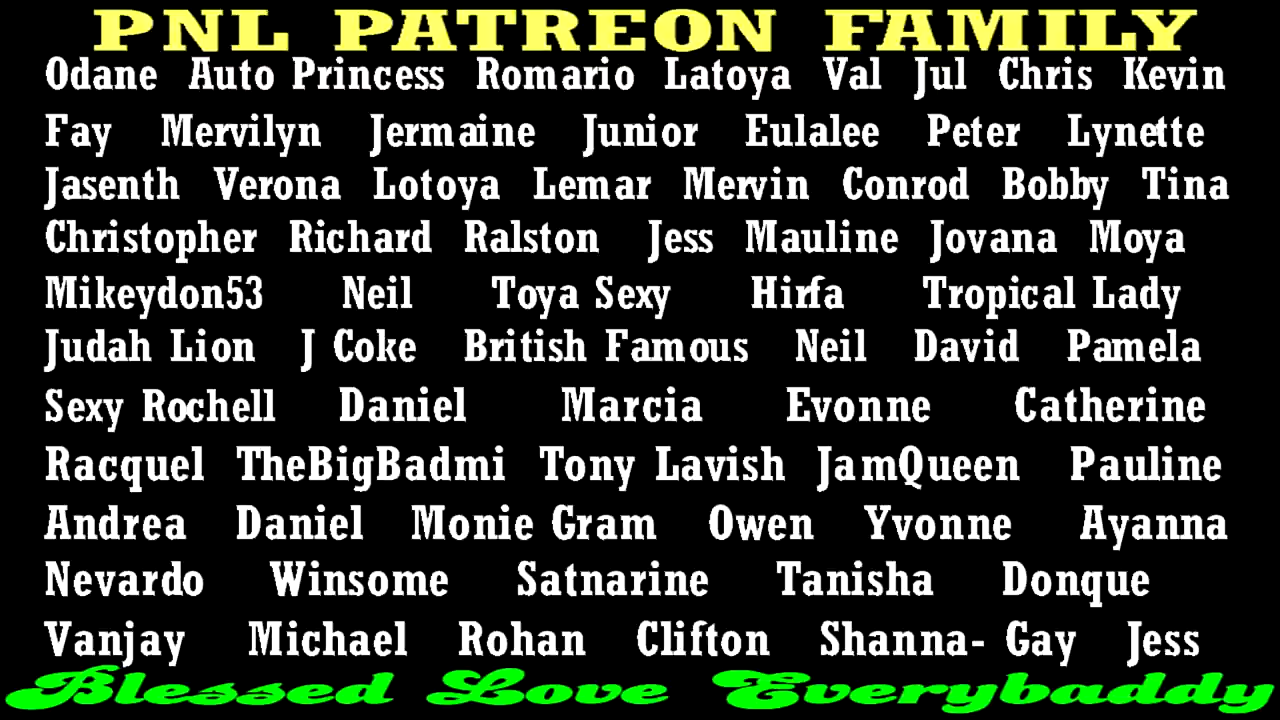 PNL PATREON FAMILY
Odane Auto Princess Romario Latoya Val Jul Chris Kevin
Fay Mervilyn Jermaine Junior Eulalee Peter Lynette
Jasenth Verona Lotoya Lemar Mervin Conrod Bobby Tina
Christopher Richard Ralston Jess Mauline Jovana Moya
Mikeydon53 Neil Toya Sexy Hirfa Tropical Lady
Judah Lion J Coke British Famous Neil David Pamela
Sexy Rochell Daniel Marcia Evonne Catherine
Racquel TheBigBadmi Tony Lavish JamQueen Pauline
Andrea Daniel Monie Gram Owen Yvonne Ayanna
Nevardo Winsome Satnarine Tanisha Donque
Vanjay Michael Rohan Clifton Shanna- Gay Jess
Blessed Love Everybaddy